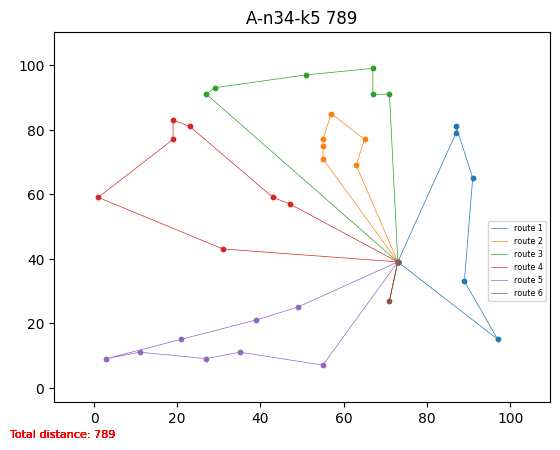 A-n34-k5 789
100
80
60
40
20
0
route 1
route 2
route 3
route 4
route 5
route 6
0 20 40 60 80 100
Total distance: 789